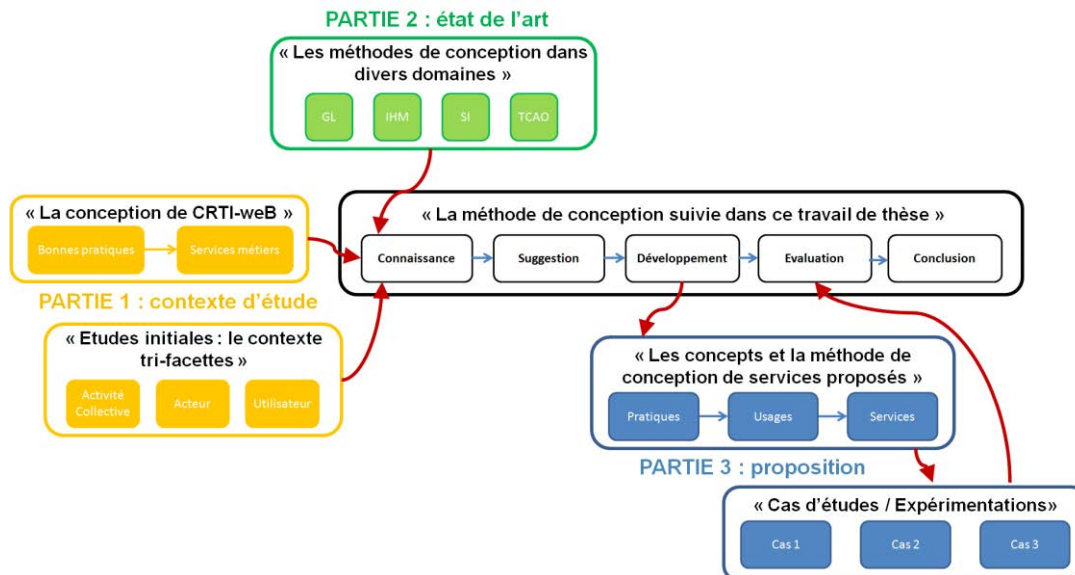 PARTIE 2 : état de l'art
« Les méthodes de conception dans
divers domaines »
GL
IHM
SI
TCAO
« La conception de CRTI-weB »
Bonnes pratiques
Services métiers
PARTIE 1 : contexte d'étude
« Etudes initiales : le contexte
tri-facettes »
Activité
Collective
Acteur
Utilisateur
« La méthode de conception suivie dans ce travail de thèse »
Connaissance
Suggestion
Développement
Evaluation
Conclusion
« Les concepts et la méthode de
conception de services proposés »
Pratiques
Usages
Services
PARTIE 3 : proposition
« Cas d'études / Expérimentations»
Cas 1
Cas 2
Cas 3